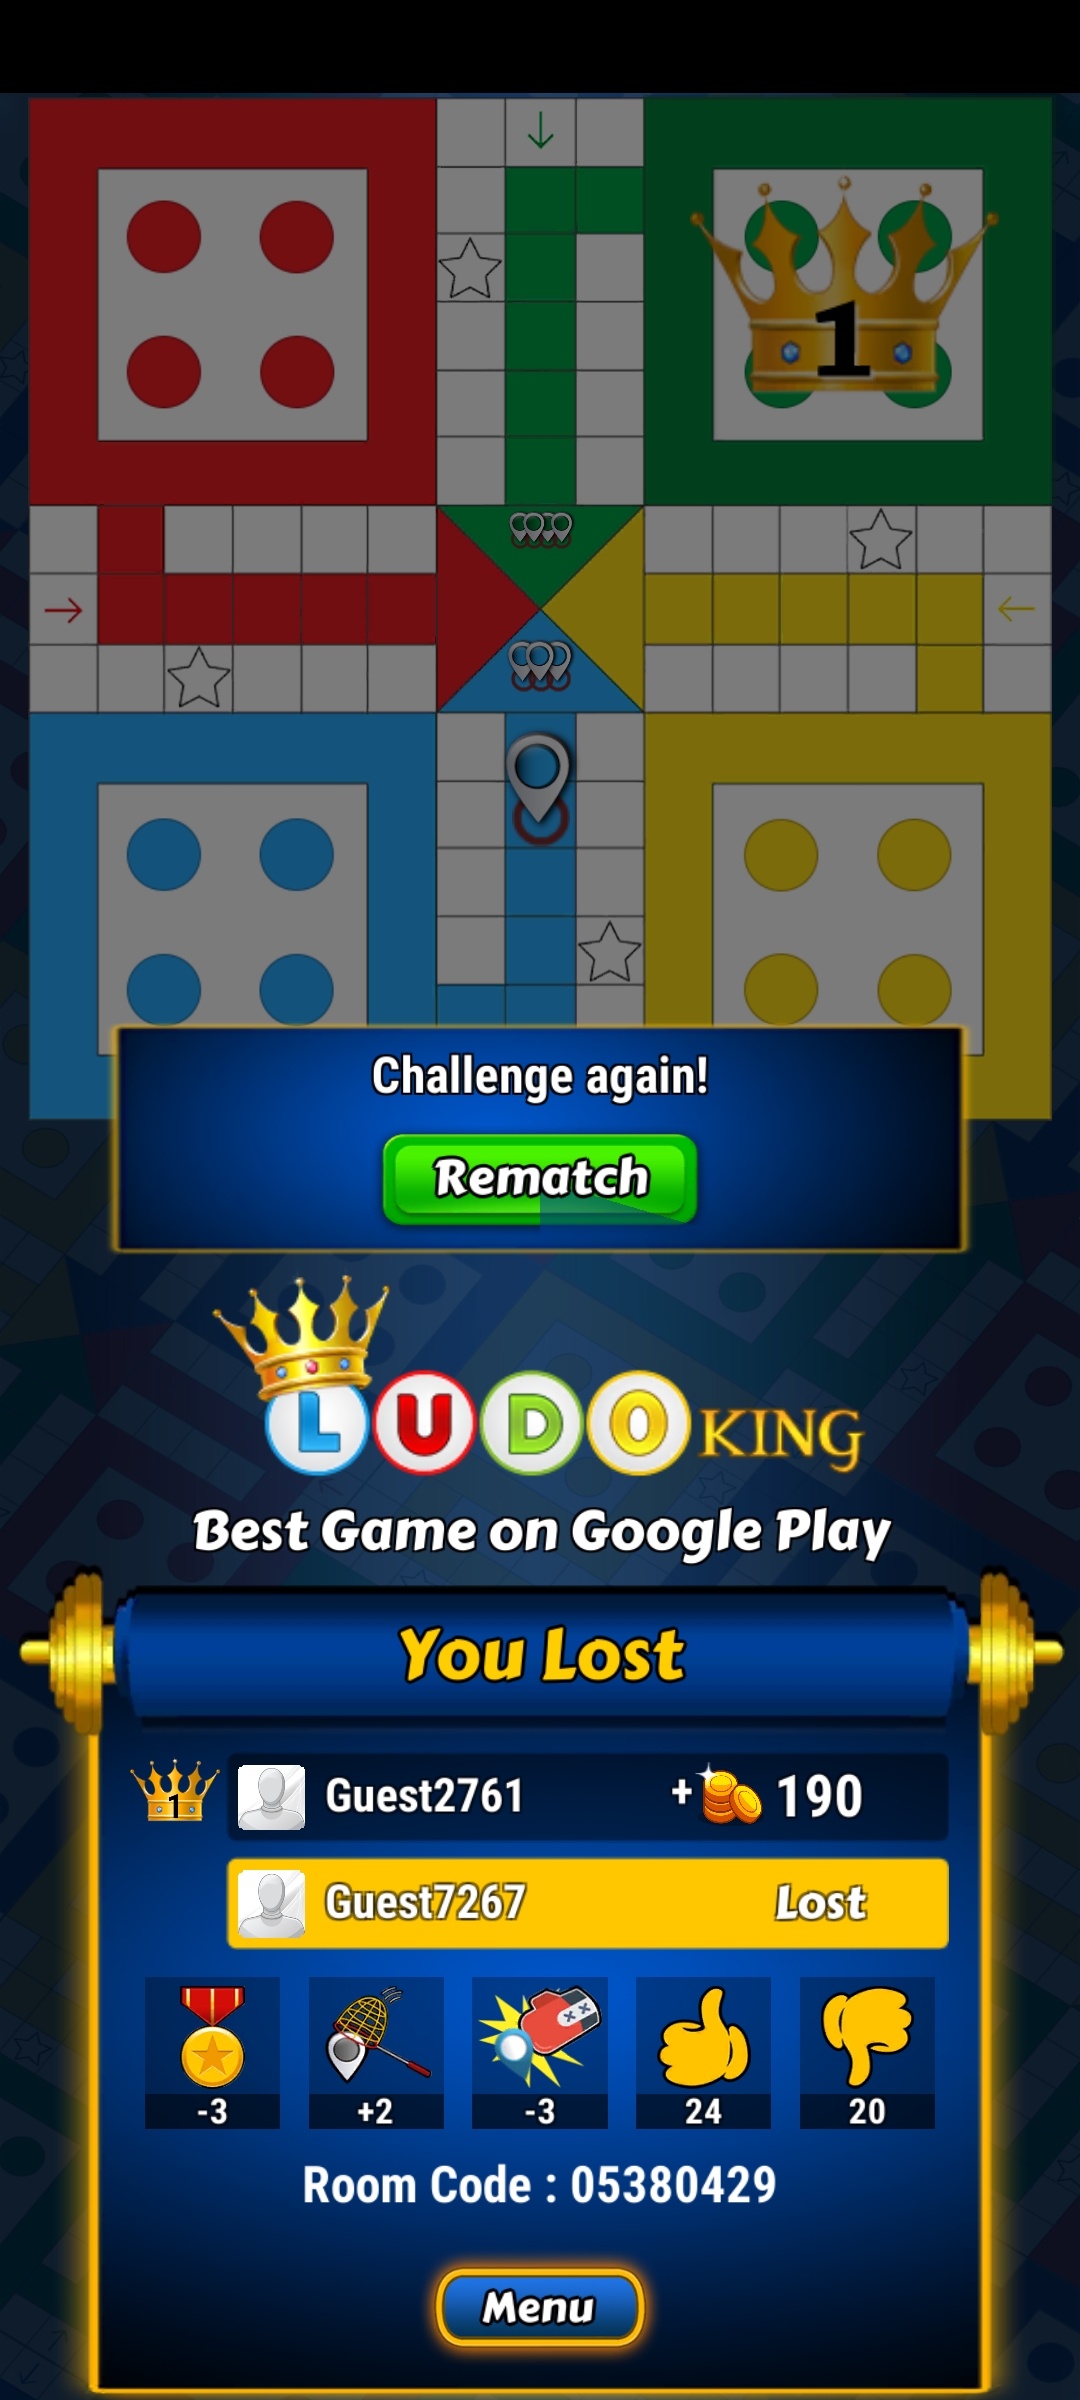 1
Challenge again!
Rematch
LUDO KING
Best Game on Google Play
You Lost
1 Guest2761 + 190
Guest7267 Lost
-3 +2 -3 24 20
Room Code : 05380429
Menu